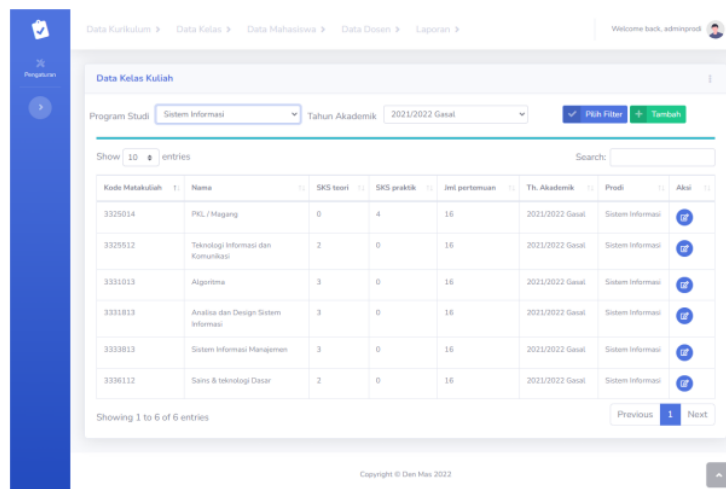 Data Kurikulum > Data Kelas > Data Mahasiswa > Data Dosen > Laporan > Welcome back, adminprodi
Pengaturan
Data Kelas Kuliah
Program Studi Sistem Informasi Tahun Akademik 2021/2022 Gasal Pilih Filter Tambah
Show 10 entries Search:
Kode Matakuliah Nama SKS teori SKS praktik Jml pertemuan Th. Akademik Prodi Aksi
3325014 PKL / Magang 0 4 16 2021/2022 Gasal Sistem Informasi
3325512 Teknologi Informasi dan Komunikasi 2 0 16 2021/2022 Gasal Sistem Informasi
3331013 Algoritma 3 0 16 2021/2022 Gasal Sistem Informasi
3331813 Analisa dan Design Sistem Informasi 3 0 16 2021/2022 Gasal Sistem Informasi
3333813 Sistem Informasi Manajemen 3 0 16 2021/2022 Gasal Sistem Informasi
3336112 Sains & teknologi Dasar 2 0 16 2021/2022 Gasal Sistem Informasi
Showing 1 to 6 of 6 entries Previous 1 Next
Copyright © Den Mas 2022